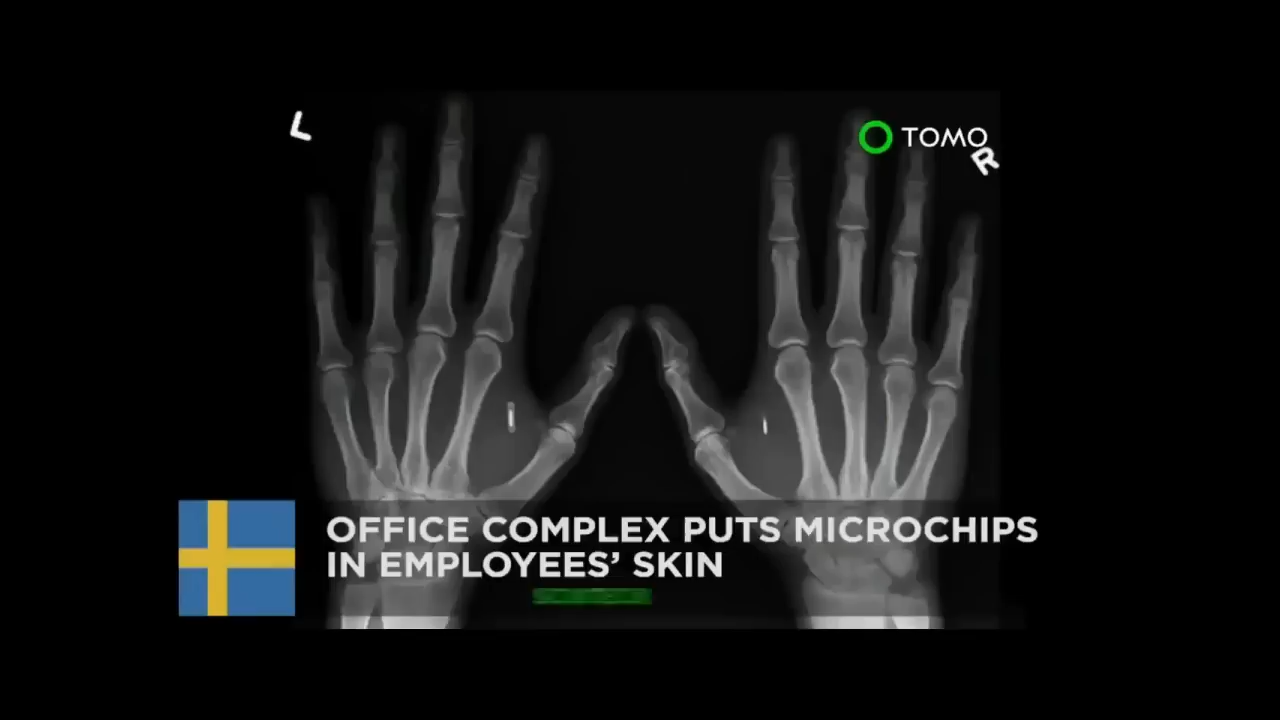 L
TOMO
R
OFFICE COMPLEX PUTS MICROCHIPS
IN EMPLOYEES' SKIN